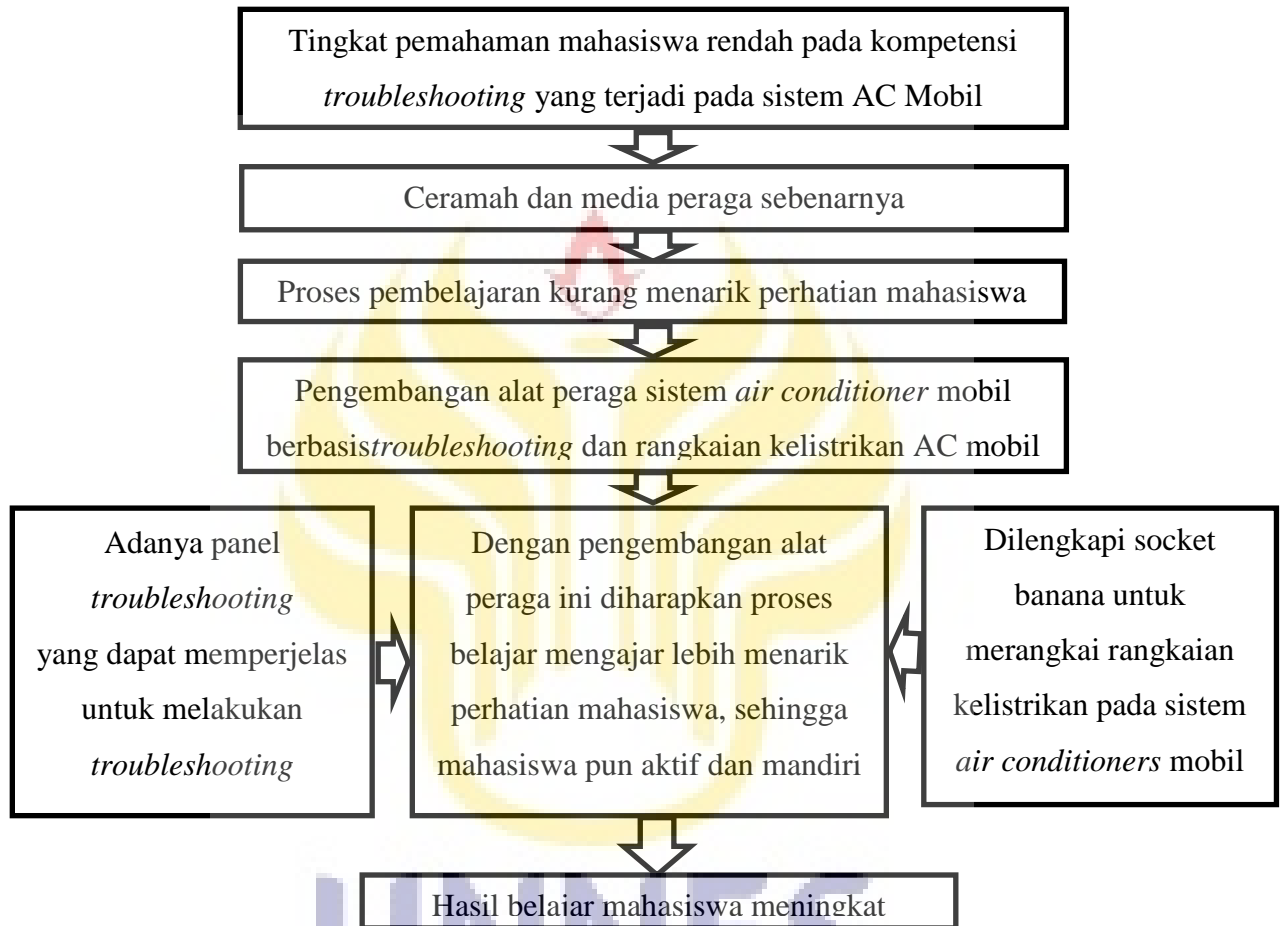 Tingkat pemahaman mahasiswa rendah pada kompetensi
troubleshooting yang terjadi pada sistem AC Mobil
Ceramah dan media peraga sebenarnya
Proses pembelajaran kurang menarik perhatian mahasiswa
Pengembangan alat peraga sistem air conditioner mobil
berbasistroubleshooting dan rangkaian kelistrikan AC mobil
Adanya panel
troubleshooting
yang dapat memperjelas
untuk melakukan
troubleshooting
Dengan pengembangan alat
peraga ini diharapkan proses
belajar mengajar lebih menarik
perhatian mahasiswa, sehingga
mahasiswa pun aktif dan mandiri
Dilengkapi socket
banana untuk
merangkai rangkaian
kelistrikan pada sistem
air conditioners mobil
UNNES
Hasil belajar mahasiswa meningkat